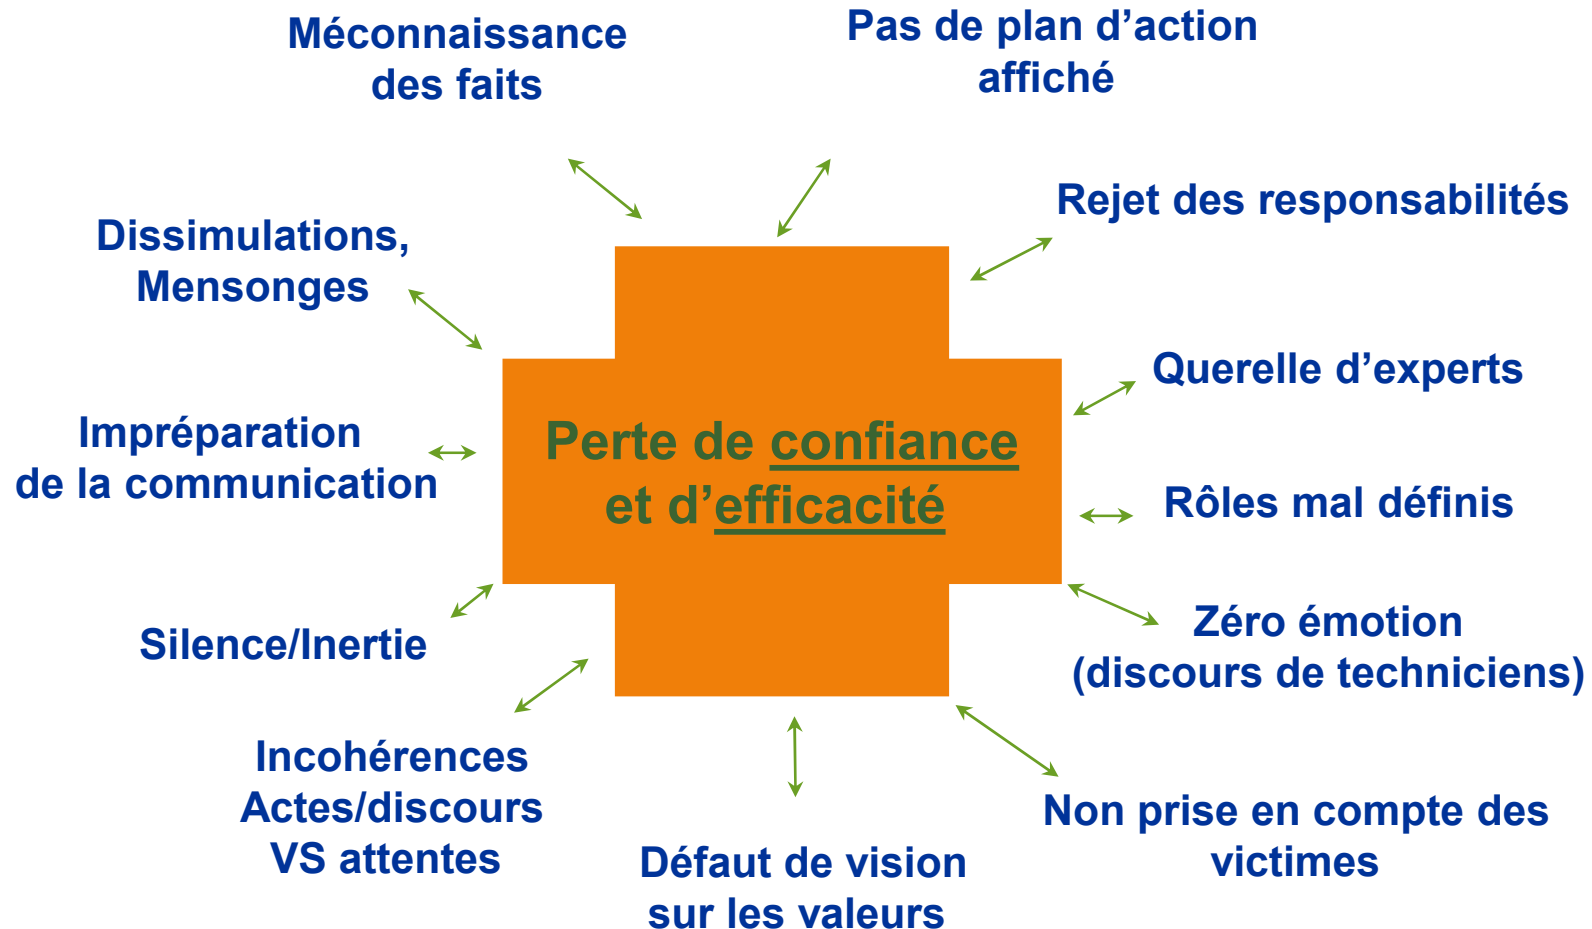 Méconnaissance
des faits
Pas de plan d’action
affiché
Rejet des responsabilités
Dissimulations,
Mensonges
Querelle d’experts
Impréparation
de la communication
Perte de confiance
et d’efficacité
Rôles mal définis
Silence/Inertie
Zéro émotion
(discours de techniciens)
Incohérences
Actes/discours
VS attentes
Défaut de vision
sur les valeurs
Non prise en compte des
victimes